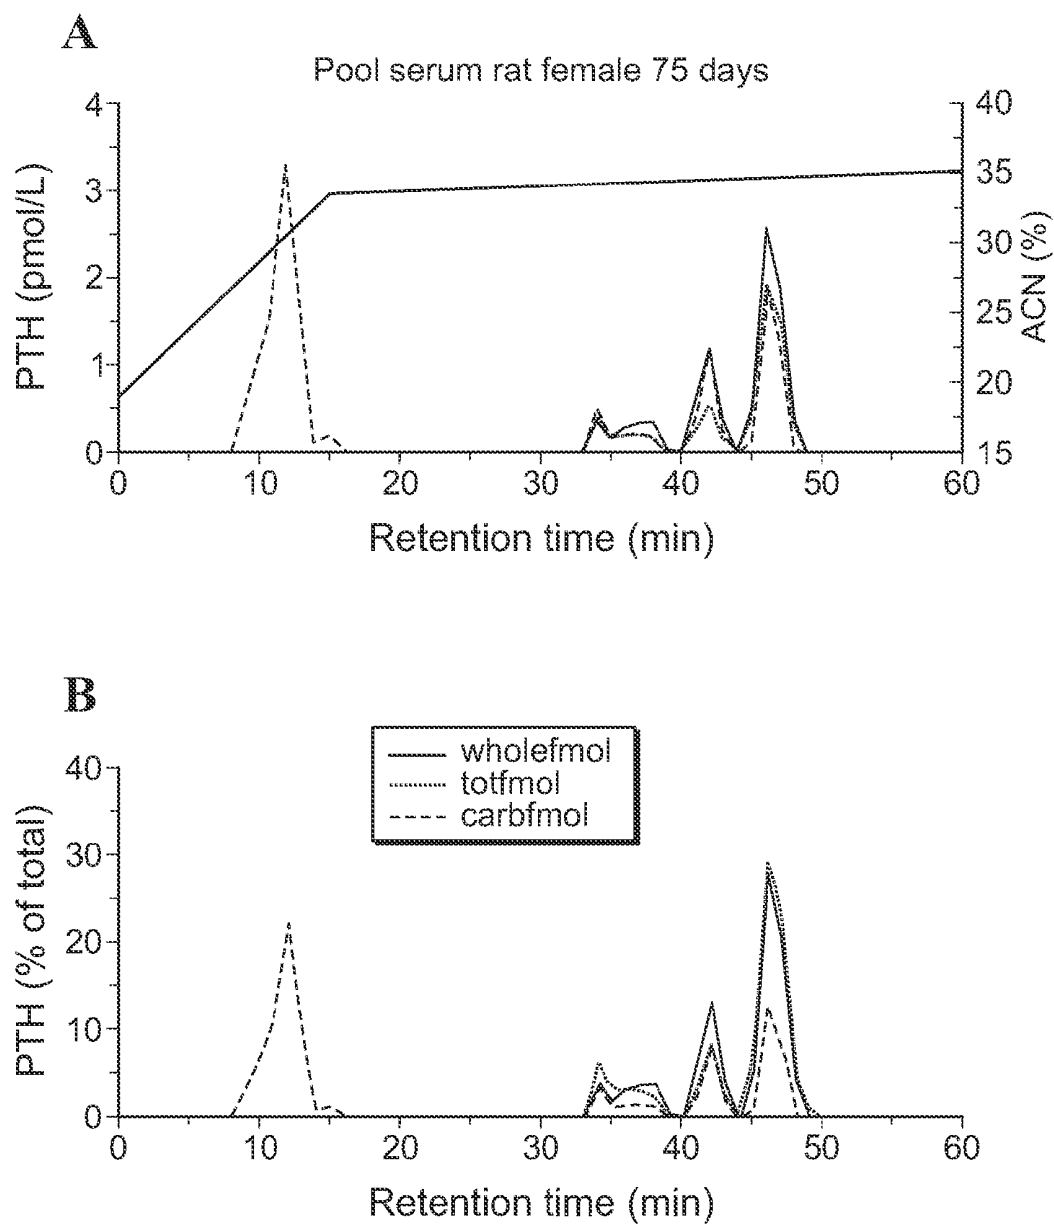 A
Pool serum rat female 75 days
PTH (pmol/L)
4
3
2
1
0
ACN (%)
40
35
30
25
20
15
0 10 20 30 40 50 60
Retention time (min)
B
wholefmol
totfmol
carbfmol
PTH (% of total)
40
30
20
10
0
0 10 20 30 40 50 60
Retention time (min)